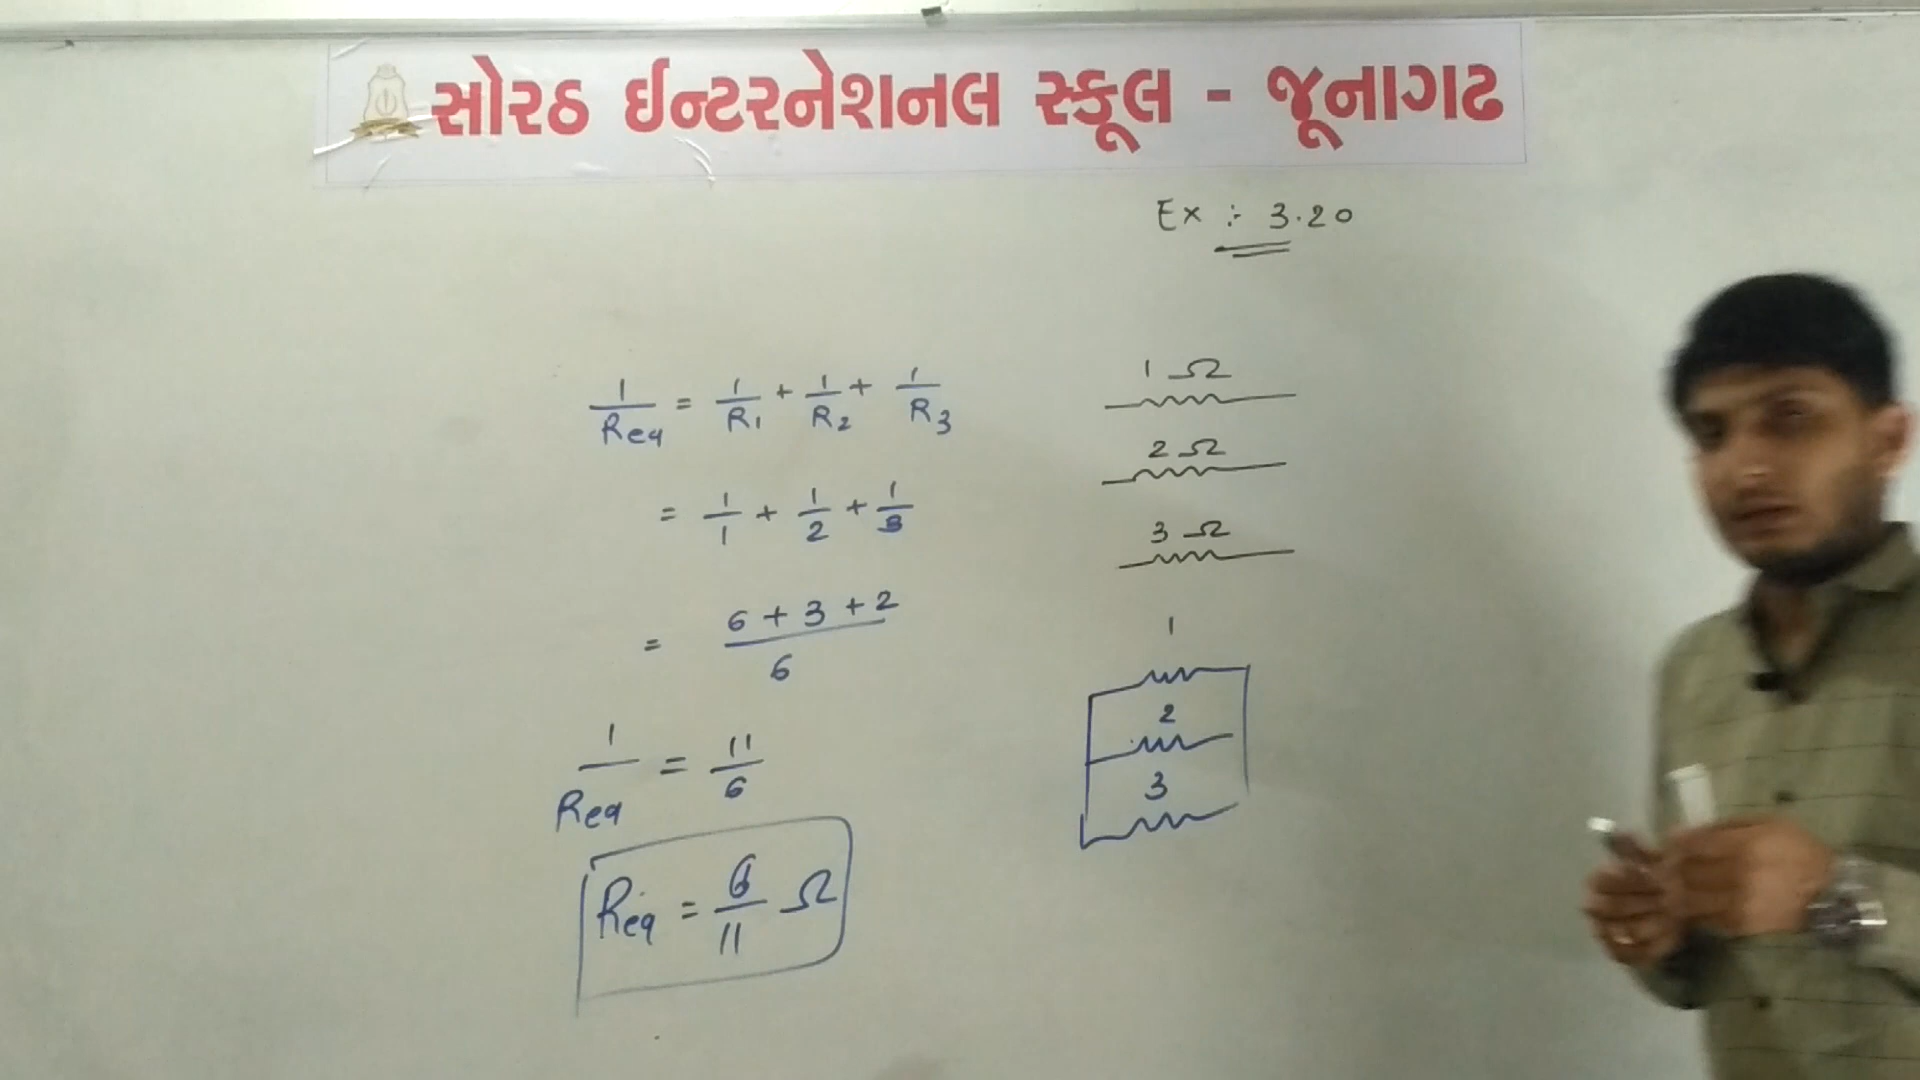 સોરઠ ઈન્ટરનેશનલ સ્કૂલ - જૂનાગઢ
Ex :- 3.20
1/Req = 1/R1 + 1/R2 + 1/R3
= 1/1 + 1/2 + 1/3
= (6 + 3 + 2)/6
1/Req = 11/6
Req = 6/11 Ω
1 Ω
2 Ω
3 Ω
1
2
3